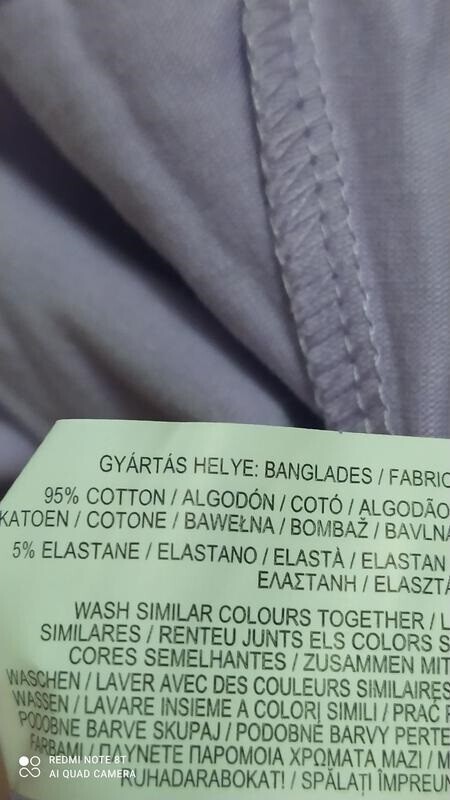 GYÁRTÁS HELYE: BANGLADES / FABRIC
95% COTTON / ALGODÓN / COTÓ / ALGODÃO
KATOEN / COTONE / BAWEŁNA / BOMBAŽ / BAVLNA
5% ELASTANE / ELASTANO / ELASTÀ / ELASTAN
ΕΛΑΣΤΑΝΗ / ELASZTÁ
WASH SIMILAR COLOURS TOGETHER / L
SIMILARES / RENTEU JUNTS ELS COLORS S
CORES SEMELHANTES / ZUSAMMEN MIT
WASCHEN / LAVER AVEC DES COULEURS SIMILAIRES
WASSEN / LAVARE INSIEME A COLORI SIMILI / PRAĆ
PODOBNE BARVE SKUPAJ / PODOBNÉ BARVY PERTE
FARBAMI / ΠΛΥΝΕΤΕ ΠΑΡΟΜΟΙΑ ΧΡΩΜΑΤΑ ΜΑΖΙ / M
RUHADARABOKAT! / SPĂLAȚI ÎMPREUN
REDMI NOTE 8T
AI QUAD CAMERA